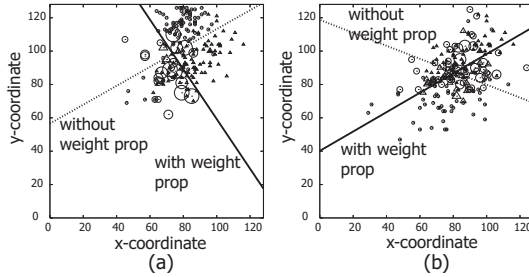 120
100
80
60
40
20
0
0 20 40 60 80 100 120
y-coordinate
x-coordinate
without
weight prop
with weight
prop
(a)
120
100
80
60
40
20
0
0 20 40 60 80 100 120
y-coordinate
x-coordinate
without
weight prop
with weight
prop
(b)